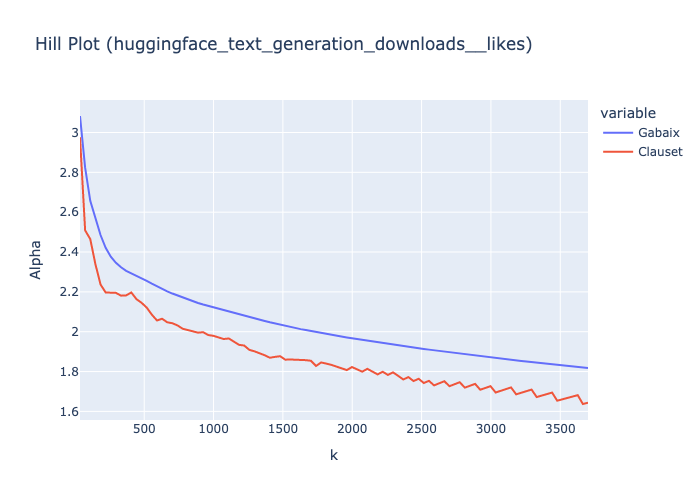 Hill Plot (huggingface_text_generation_downloads__likes)
variable
Gabaix
Clauset
Alpha
3
2.8
2.6
2.4
2.2
2
1.8
1.6
500
1000
1500
2000
2500
3000
3500
k